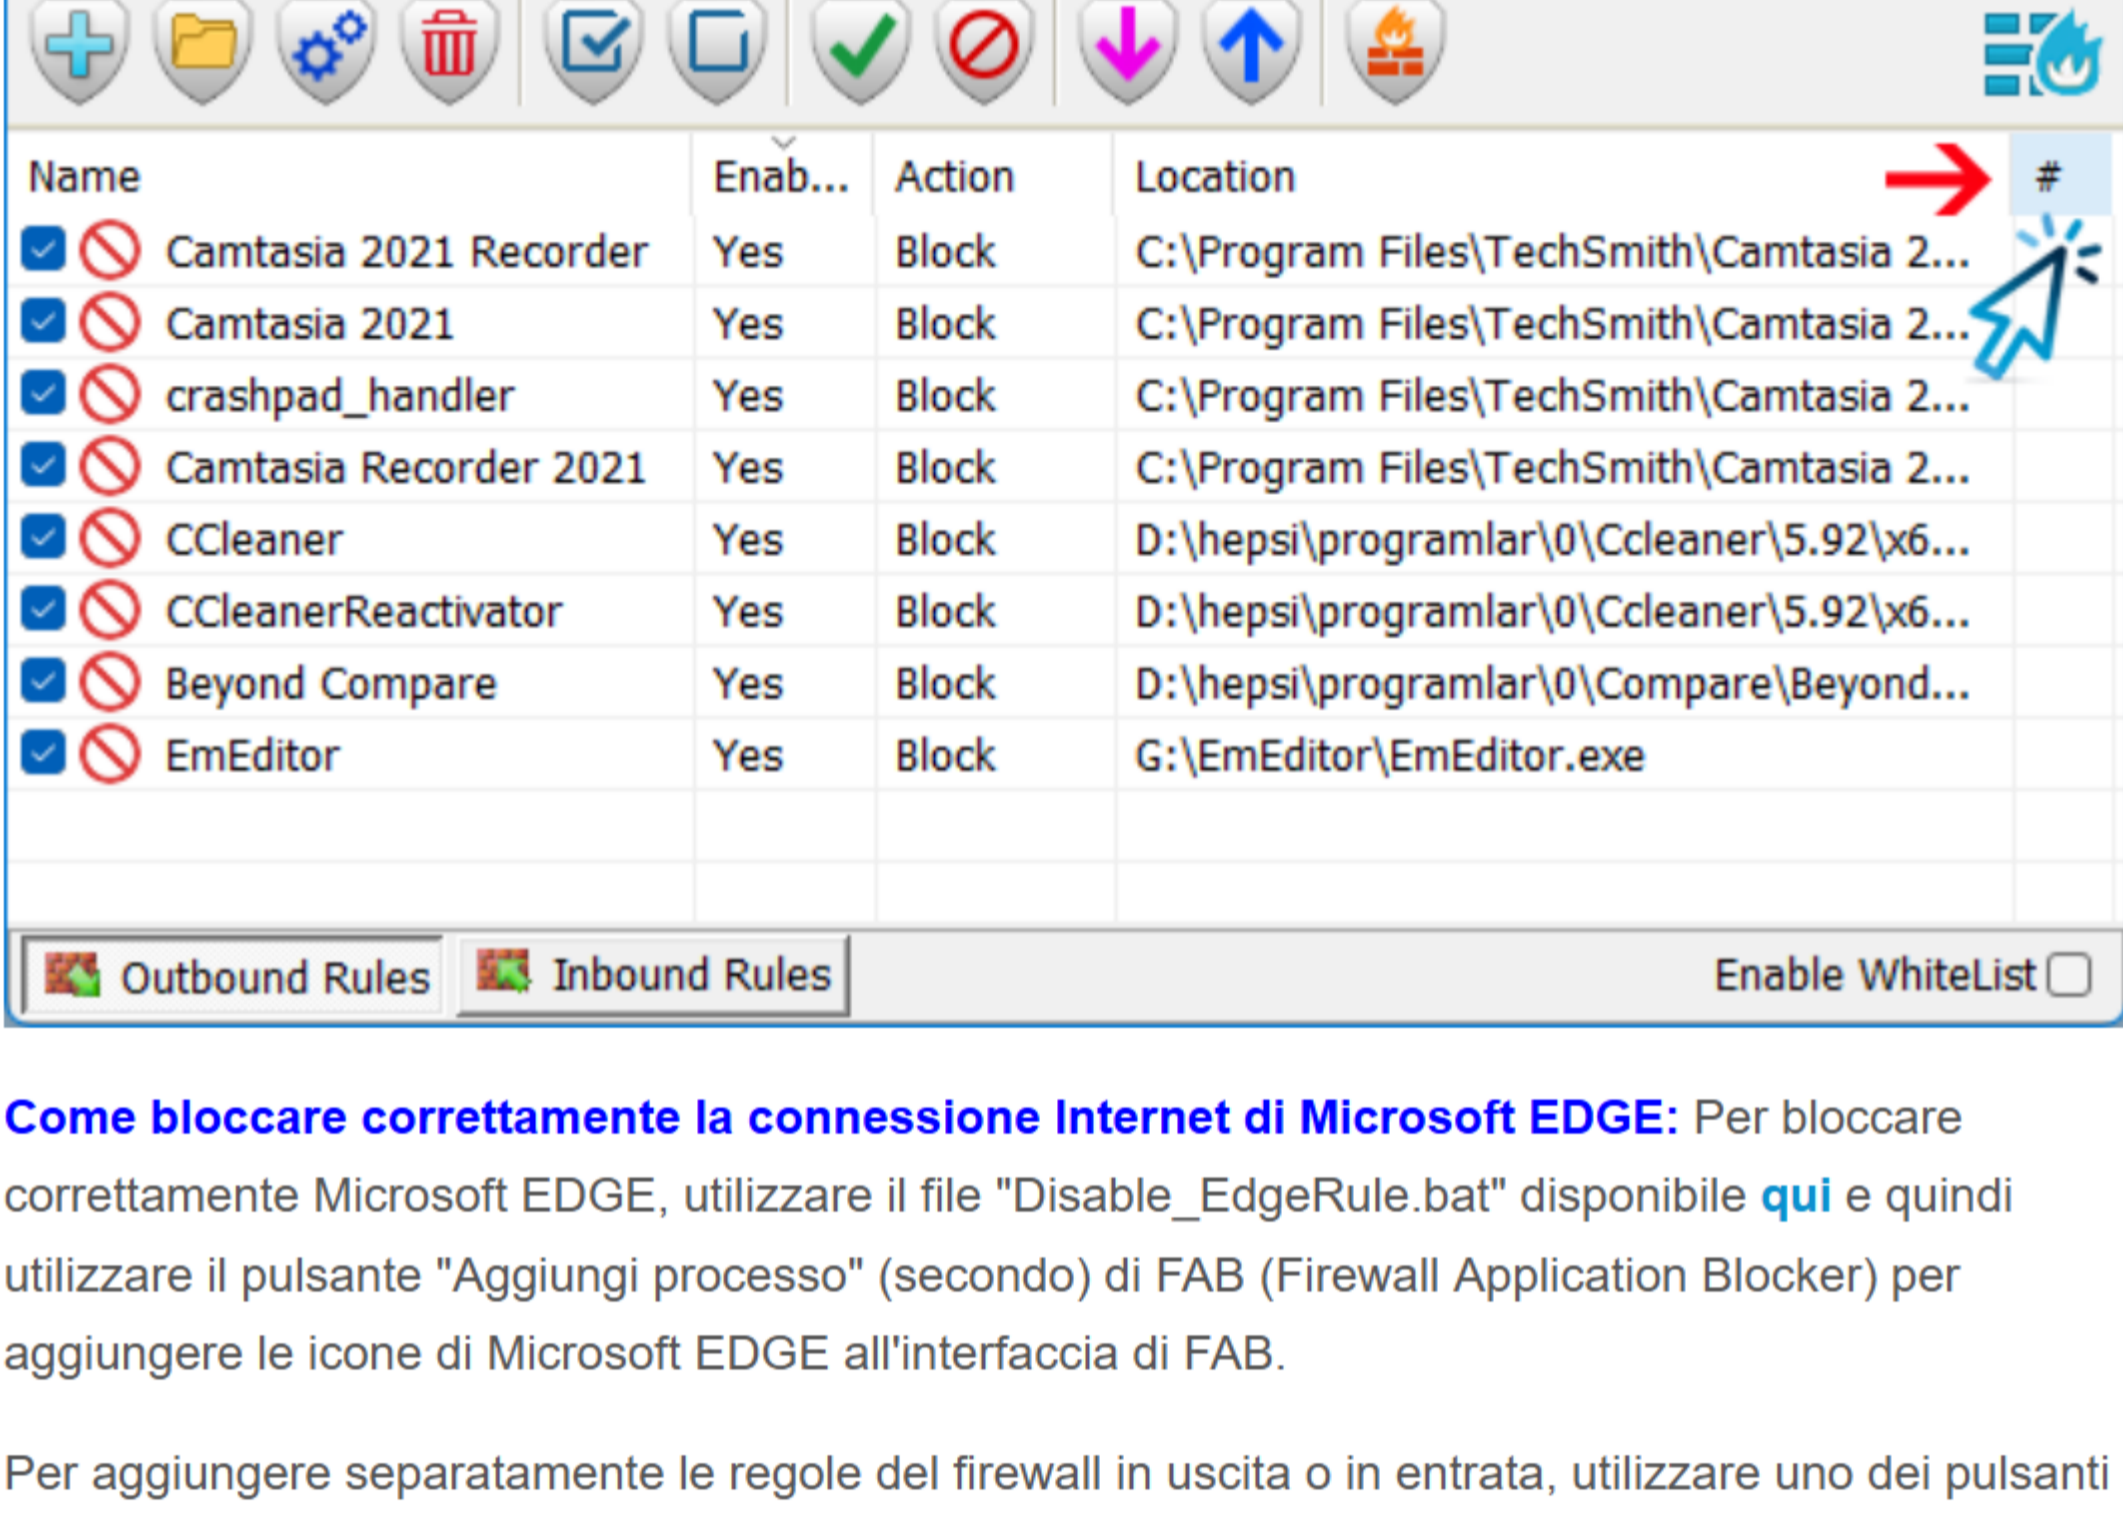 Name Enab... Action Location #
Camtasia 2021 Recorder Yes Block C:\Program Files\TechSmith\Camtasia 2...
Camtasia 2021 Yes Block C:\Program Files\TechSmith\Camtasia 2...
crashpad_handler Yes Block C:\Program Files\TechSmith\Camtasia 2...
Camtasia Recorder 2021 Yes Block C:\Program Files\TechSmith\Camtasia 2...
CCleaner Yes Block D:\hepsi\programlar\0\Ccleaner\5.92\x6...
CCleanerReactivator Yes Block D:\hepsi\programlar\0\Ccleaner\5.92\x6...
Beyond Compare Yes Block D:\hepsi\programlar\0\Compare\Beyond...
EmEditor Yes Block G:\EmEditor\EmEditor.exe
Outbound Rules Inbound Rules Enable WhiteList
Come bloccare correttamente la connessione Internet di Microsoft EDGE: Per bloccare
correttamente Microsoft EDGE, utilizzare il file "Disable_EdgeRule.bat" disponibile qui e quindi
utilizzare il pulsante "Aggiungi processo" (secondo) di FAB (Firewall Application Blocker) per
aggiungere le icone di Microsoft EDGE all'interfaccia di FAB.
Per aggiungere separatamente le regole del firewall in uscita o in entrata, utilizzare uno dei pulsanti